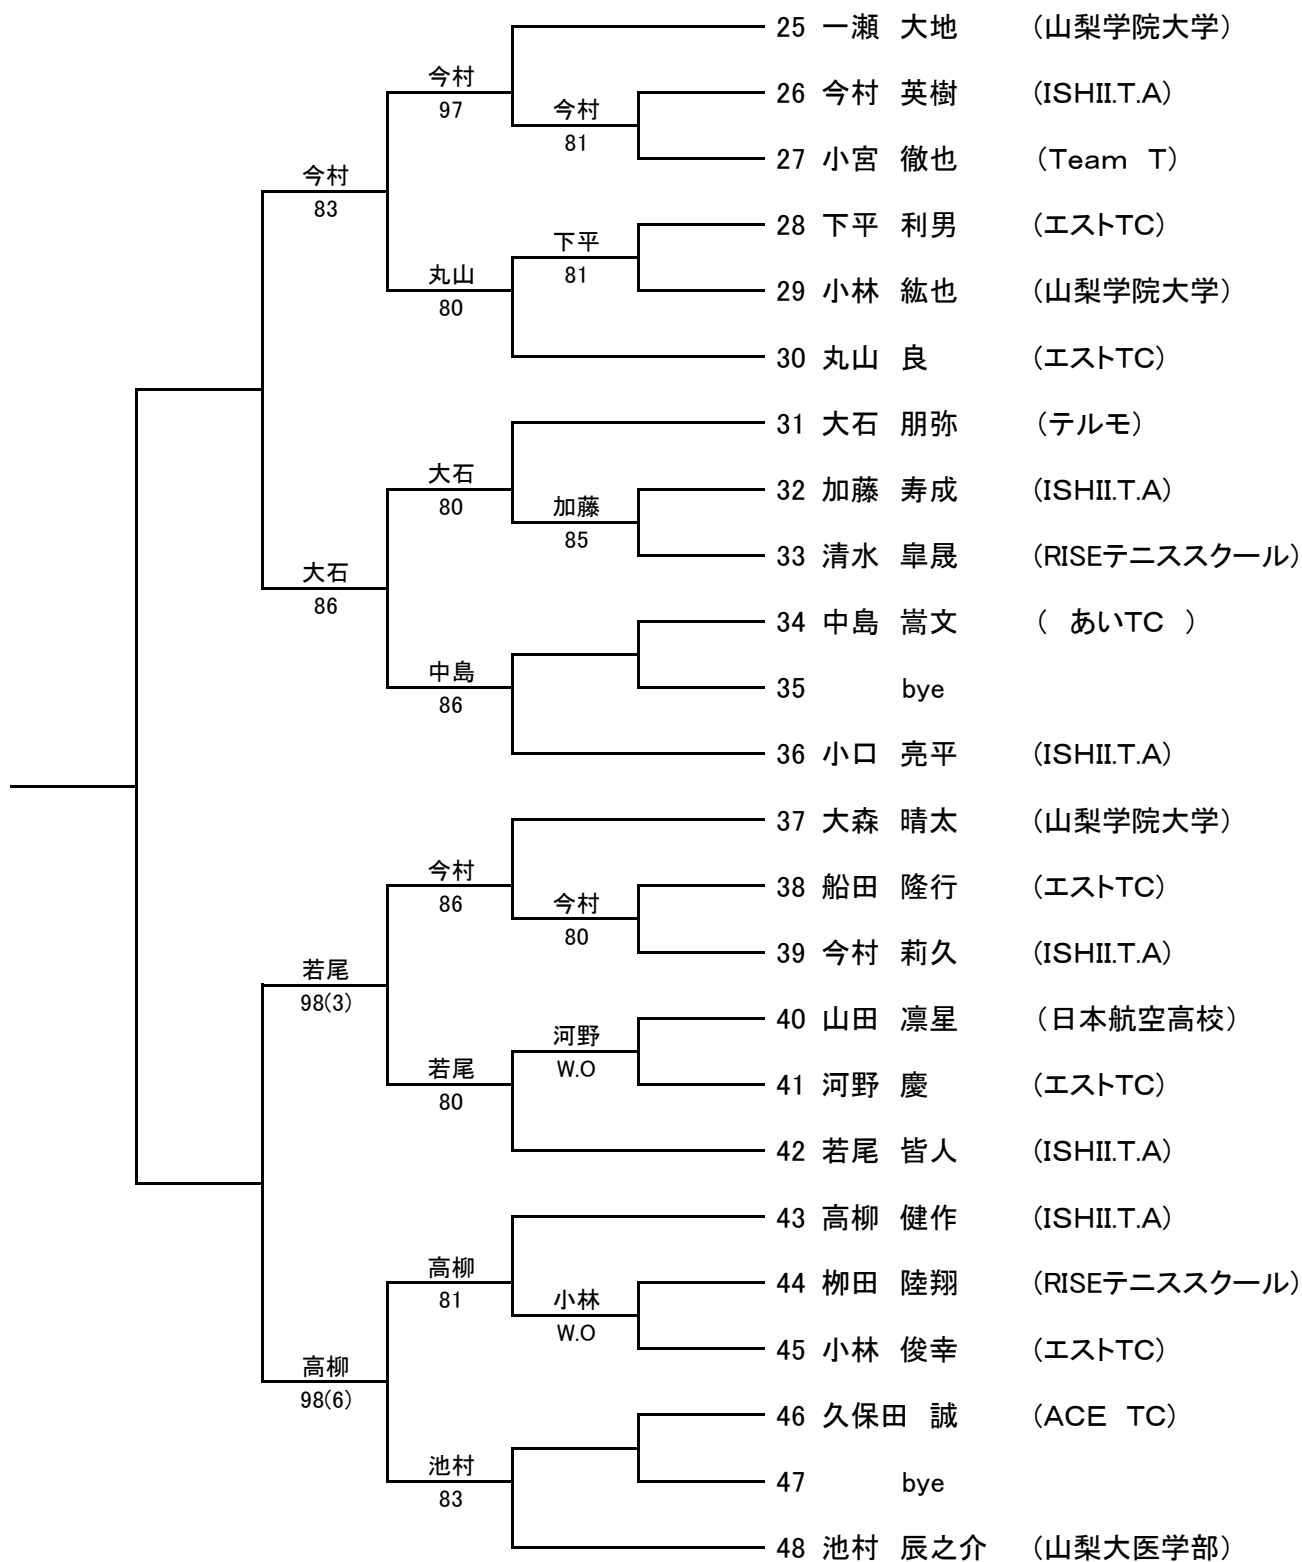 25 一瀬 大地 (山梨学院大学)
今村
97
26 今村 英樹 (ISHII.T.A)
今村
81
27 小宮 徹也 (Team T)
今村
83
28 下平 利男 (エストTC)
下平
81
丸山
80
29 小林 紘也 (山梨学院大学)
30 丸山 良 (エストTC)
31 大石 朋弥 (テルモ)
大石
80
32 加藤 寿成 (ISHII.T.A)
加藤
85
33 清水 皐晟 (RISEテニススクール)
大石
86
34 中島 嵩文 ( あいTC )
中島
86
35 bye
36 小口 亮平 (ISHII.T.A)
37 大森 晴太 (山梨学院大学)
今村
86
38 船田 隆行 (エストTC)
今村
80
39 今村 莉久 (ISHII.T.A)
若尾
98(3)
40 山田 凛星 (日本航空高校)
河野
W.O
若尾
80
41 河野 慶 (エストTC)
42 若尾 皆人 (ISHII.T.A)
43 高柳 健作 (ISHII.T.A)
高柳
81
44 栁田 陸翔 (RISEテニススクール)
小林
W.O
45 小林 俊幸 (エストTC)
高柳
98(6)
46 久保田 誠 (ACE TC)
池村
83
47 bye
48 池村 辰之介 (山梨大医学部)